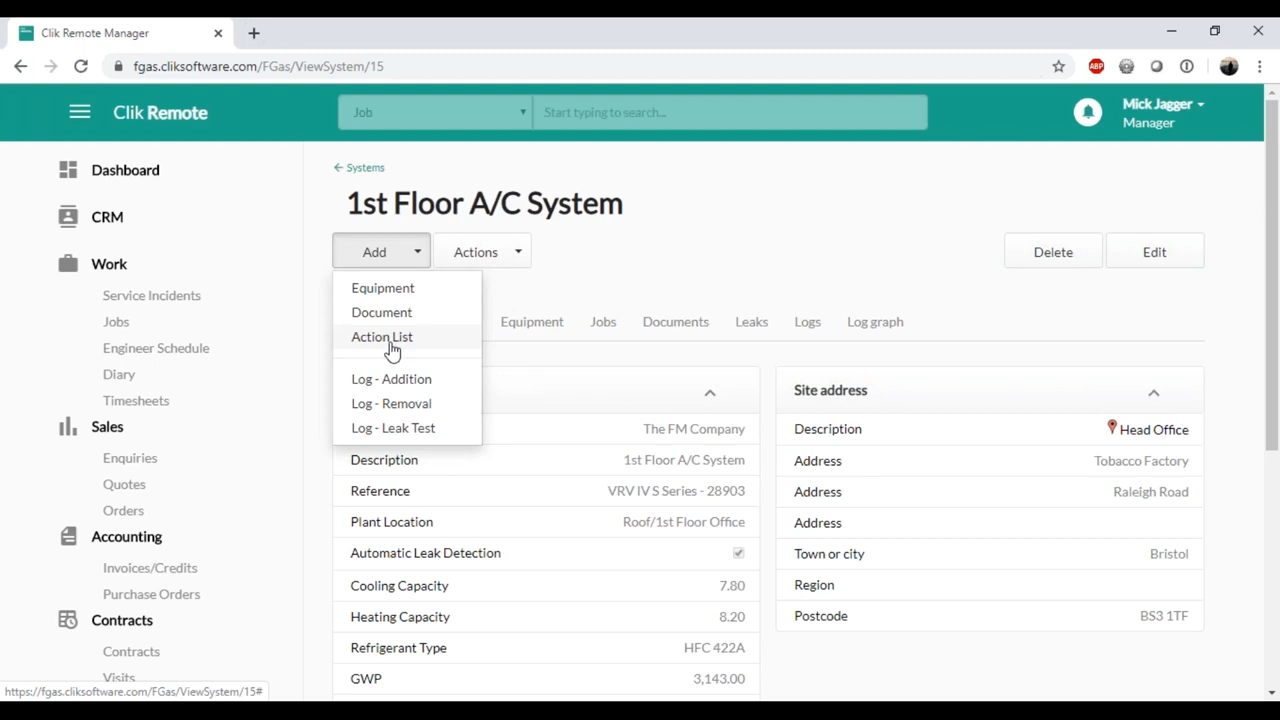 Clik Remote Manager
fgas.cliksoftware.com/FGas/ViewSystem/15
ABP
Clik Remote
Job
Start typing to search...
Mick Jagger
Manager
Dashboard
CRM
Work
Service Incidents
Jobs
Engineer Schedule
Diary
Timesheets
Sales
Enquiries
Quotes
Orders
Accounting
Invoices/Credits
Purchase Orders
Contracts
Contracts
Visits
← Systems
1st Floor A/C System
Add
Actions
Delete
Edit
Equipment
Document
Action List
Log - Addition
Log - Removal
Log - Leak Test
Equipment Jobs Documents Leaks Logs Log graph
The FM Company
Description 1st Floor A/C System
Reference VRV IV S Series - 28903
Plant Location Roof/1st Floor Office
Automatic Leak Detection
Cooling Capacity 7.80
Heating Capacity 8.20
Refrigerant Type HFC 422A
GWP 3,143.00
Site address
Description Head Office
Address Tobacco Factory
Address Raleigh Road
Address
Town or city Bristol
Region
Postcode BS3 1TF
https://fgas.cliksoftware.com/FGas/ViewSystem/15#